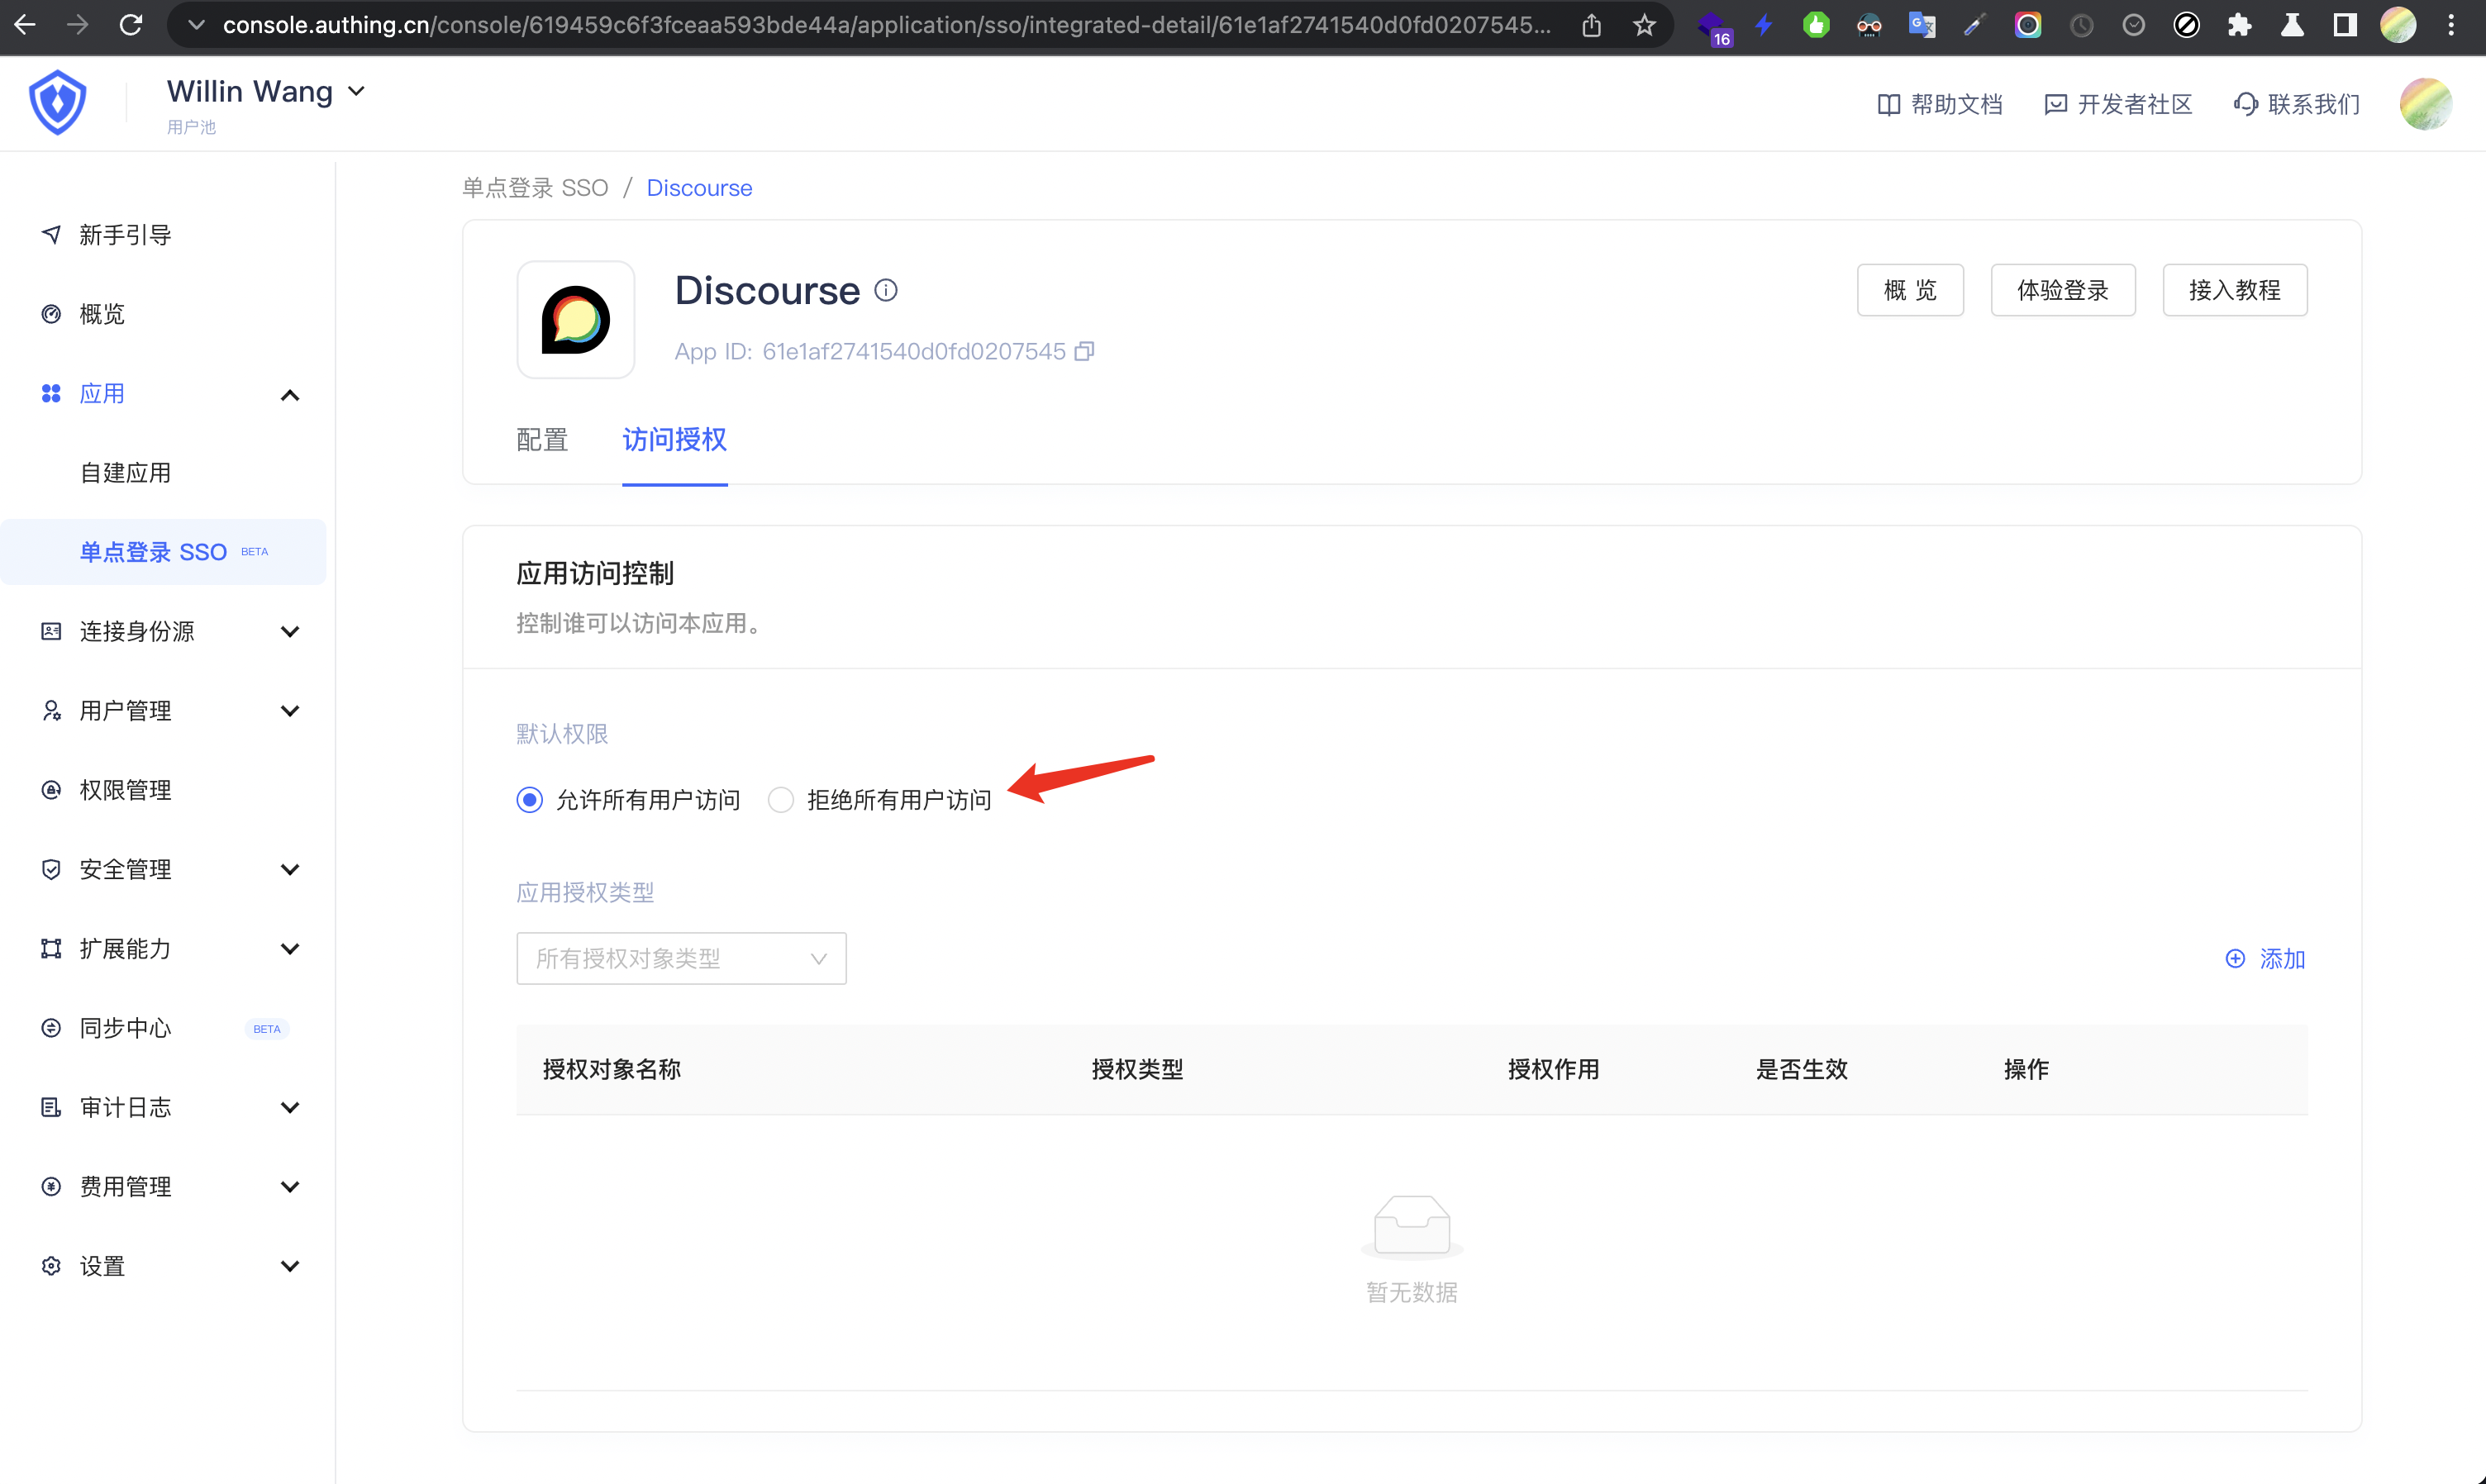 console.authing.cn/console/619459c6f3fceaa593bde44a/application/sso/integrated-detail/61e1af2741540d0fd0207545...
16
Willin Wang
用户池
帮助文档
开发者社区
联系我们
新手引导
概览
应用
自建应用
单点登录 SSO BETA
连接身份源
用户管理
权限管理
安全管理
扩展能力
同步中心 BETA
审计日志
费用管理
设置
单点登录 SSO / Discourse
Discourse
概 览
体验登录
接入教程
App ID: 61e1af2741540d0fd0207545
配置
访问授权
应用访问控制
控制谁可以访问本应用。
默认权限
允许所有用户访问
拒绝所有用户访问
应用授权类型
所有授权对象类型
添加
授权对象名称 授权类型 授权作用 是否生效 操作
暂无数据